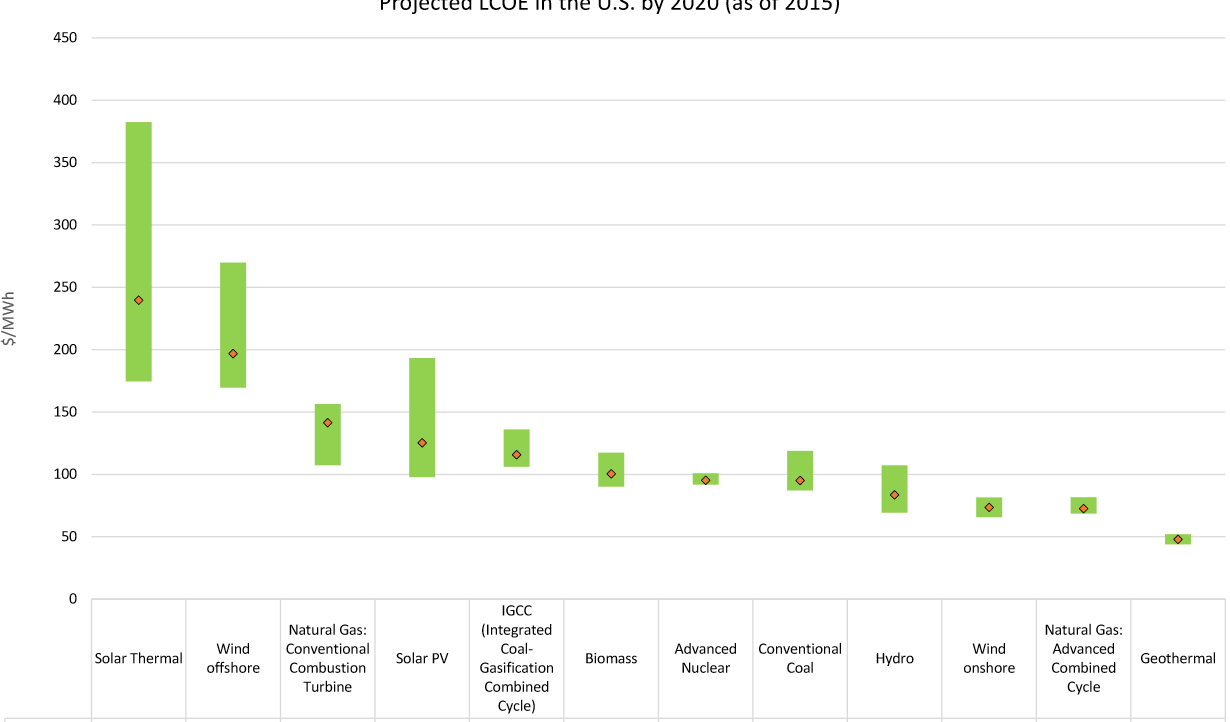 Projected LCOE in the U.S. by 2020 (as of 2015)
450
400
350
300
250
200
150
100
50
0
$/MWh
Solar Thermal
Wind
offshore
Natural Gas:
Conventional
Combustion
Turbine
Solar PV
IGCC
(Integrated
Coal-
Gasification
Combined
Cycle)
Biomass
Advanced
Nuclear
Conventional
Coal
Hydro
Wind
onshore
Natural Gas:
Advanced
Combined
Cycle
Geothermal